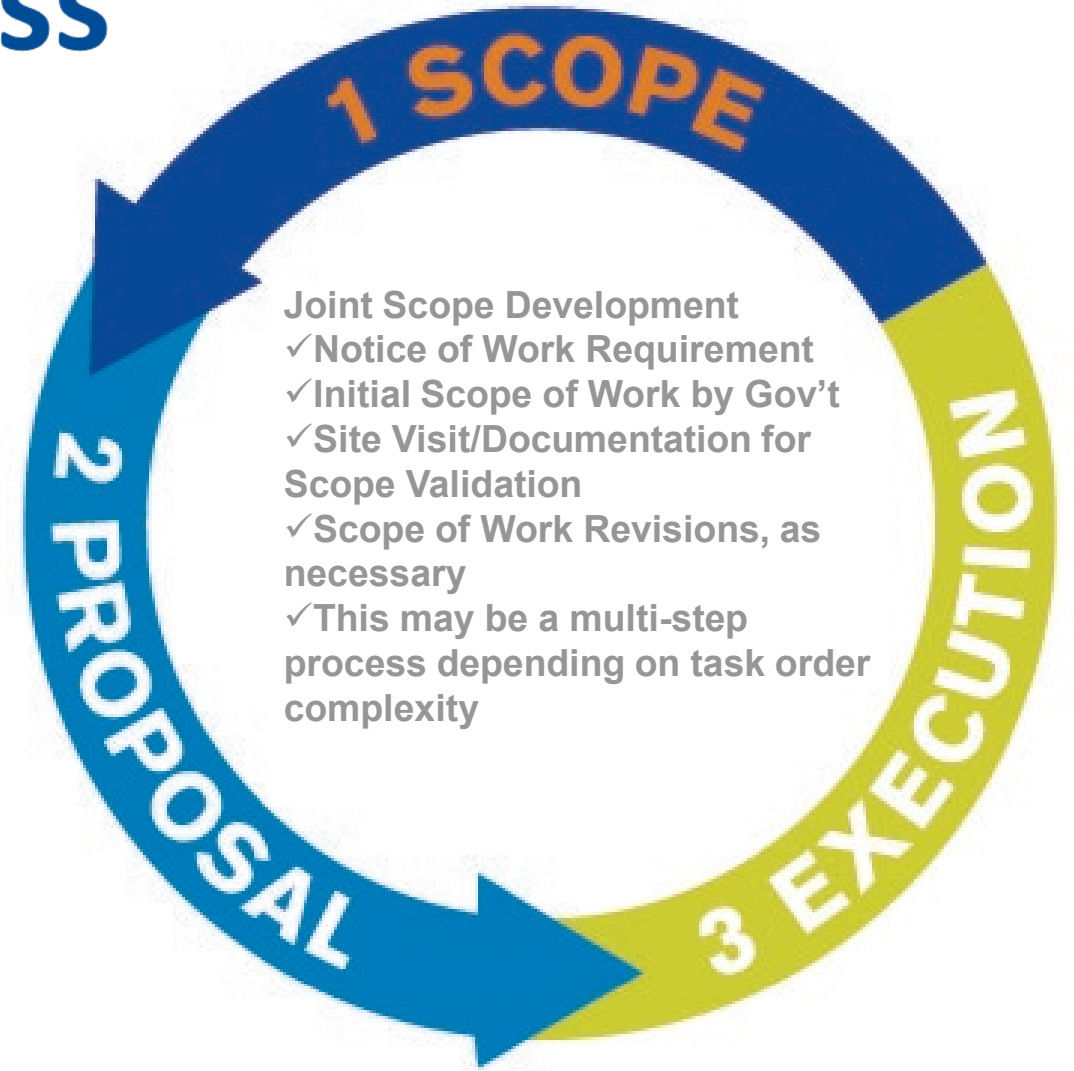 ss
1 SCOPE
Joint Scope Development
✓Notice of Work Requirement
✓Initial Scope of Work by Gov’t
✓Site Visit/Documentation for
Scope Validation
✓Scope of Work Revisions, as
necessary
✓This may be a multi-step
process depending on task order
complexity
2 PROPOSAL
3 EXECUTION